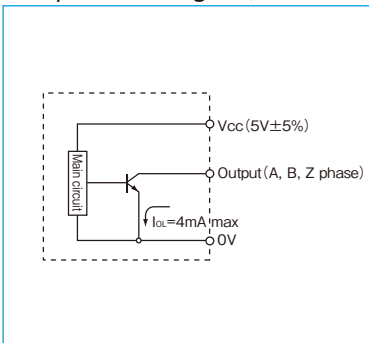 Vcc(5V±5%)
Main circuit
Output(A, B, Z phase)
IOL=4mA max
0V